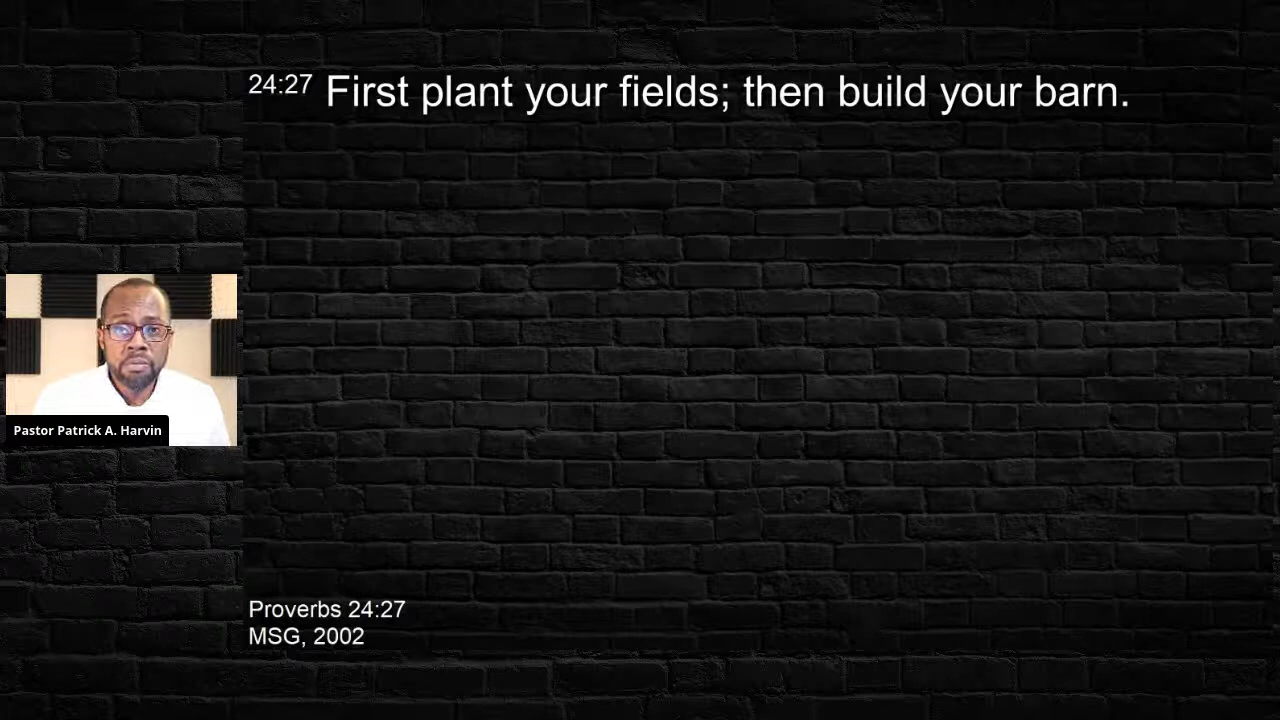 24:27 First plant your fields; then build your barn.
Pastor Patrick A. Harvin
Proverbs 24:27
MSG, 2002